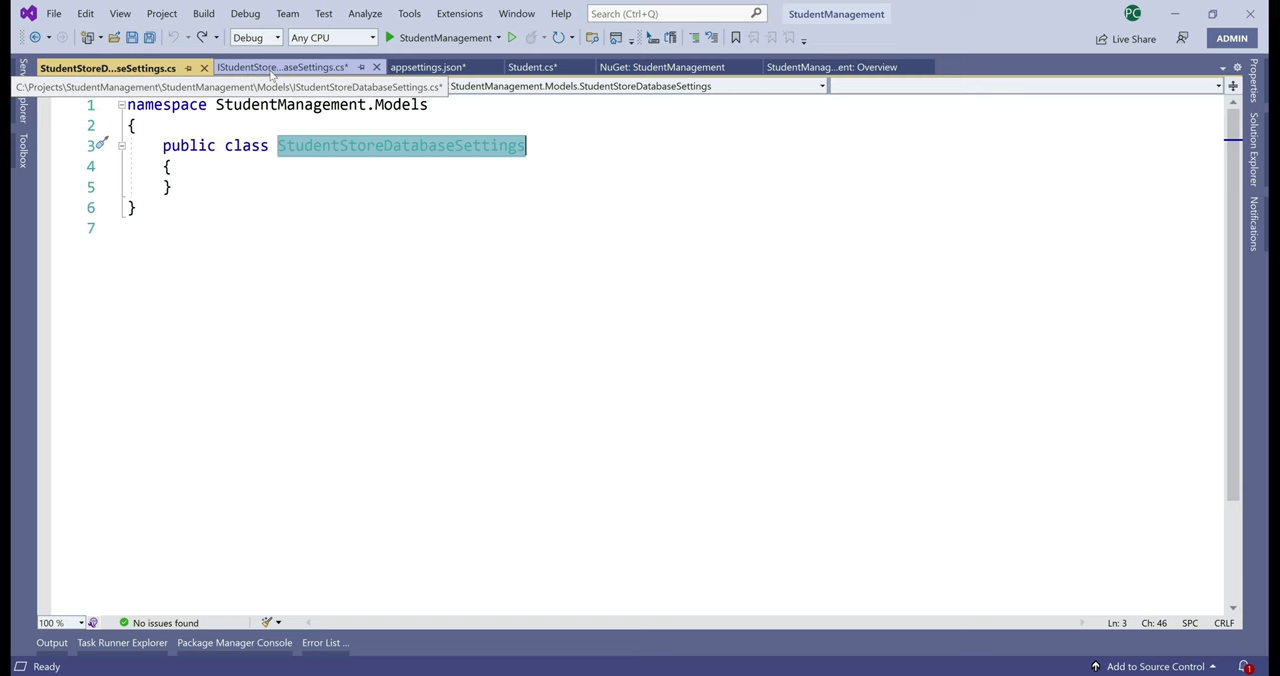 File Edit View Project Build Debug Team Test Analyze Tools Extensions Window Help Search (Ctrl+Q) StudentManagement PC
Debug Any CPU StudentManagement Live Share ADMIN
StudentStoreD...seSettings.cs IStudentStore...aseSettings.cs* appsettings.json* Student.cs* NuGet: StudentManagement StudentManag...ent: Overview
C:\Projects\StudentManagement\StudentManagement\Models\IStudentStoreDatabaseSettings.cs* StudentManagement.Models.StudentStoreDatabaseSettings
1 namespace StudentManagement.Models
2 {
3 public class StudentStoreDatabaseSettings
4 {
5 }
6 }
7
Toolbox
Properties
Solution Explorer
Notifications
100 % No issues found Ln: 3 Ch: 46 SPC CRLF
Output Task Runner Explorer Package Manager Console Error List ...
Ready Add to Source Control 1